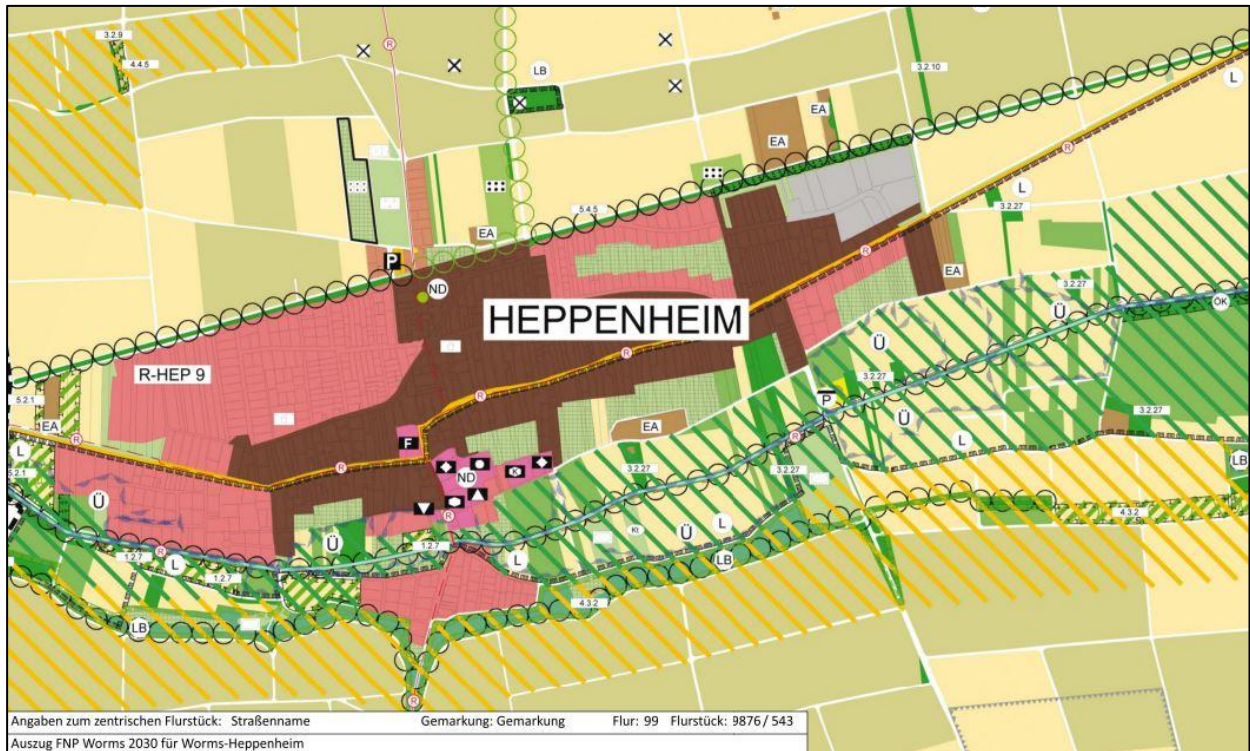 3.2.9
4.4.5
R
LB
3.2.10
L
EA
EA
R
L
5.4.5
3.2.27
EA
P
ND
R
EA
HEPPENHEIM
3.2.27
ÖK
Ü
Ü
R
R-HEP 9
5.2.1
3.2.27
P
R
Ü
3.2.27
EA
EA
F
R
R
L
L
R
3.2.27
3.2.27
LB
5.2.1
K
ND
Ü
4.3.2
R
Kt
L
Ü
Ü
R
1.2.7
1.2.7
L
L
LB
1.2.7
4.3.2
LB
R
Angaben zum zentrischen Flurstück: Straßenname Gemarkung: Gemarkung Flur: 99 Flurstück: 9876/ 543
Auszug FNP Worms 2030 für Worms-Heppenheim